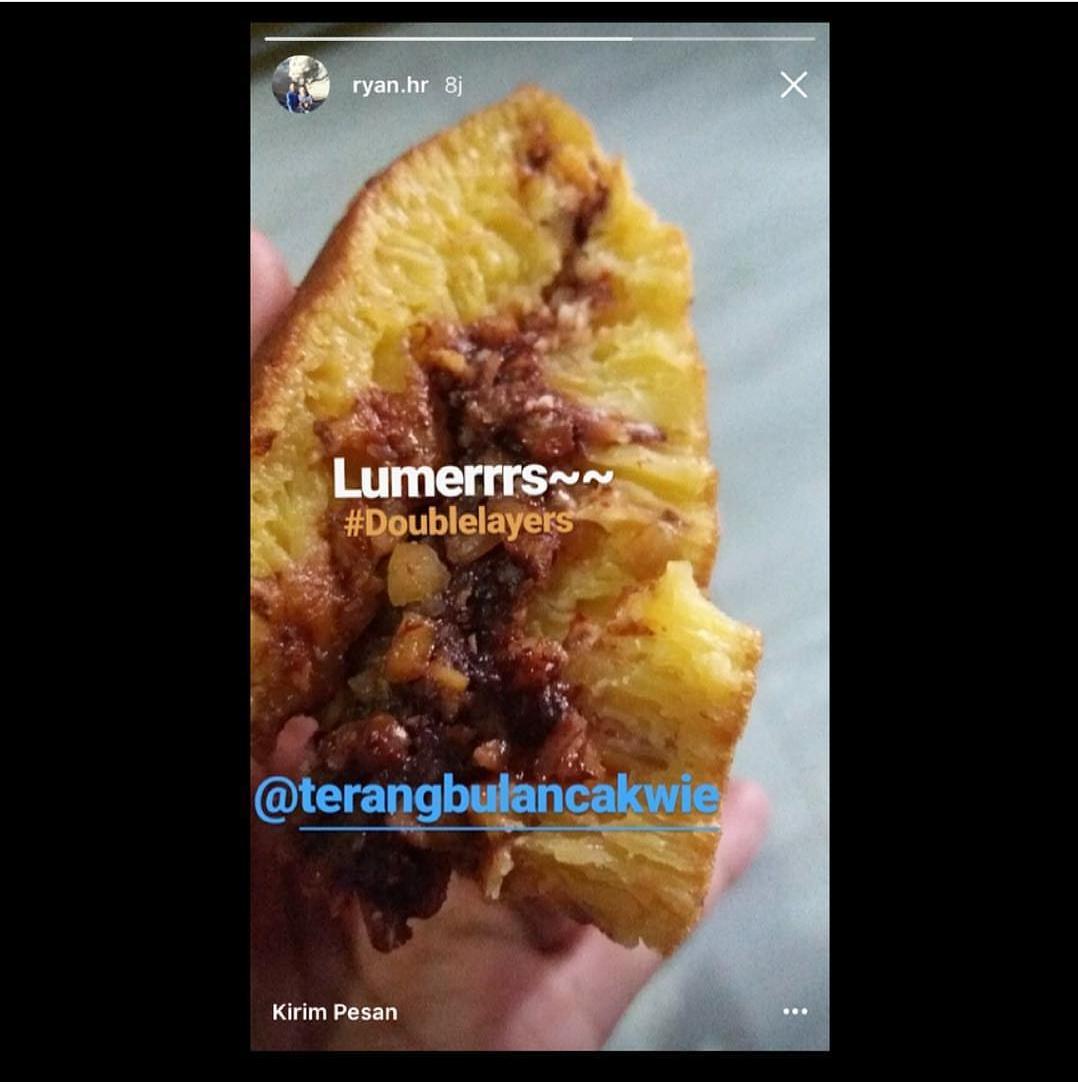 ryan.hr 8j
Lumerrrs~~
#Doublelayers
@terangbulancakwie
Kirim Pesan